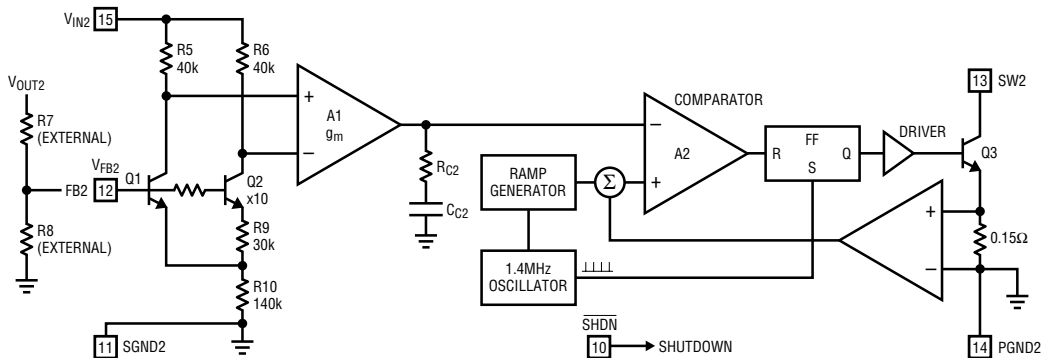 VIN2 15
R5
40k
R6
40k
VOUT2
R7
(EXTERNAL)
VFB2
FB2 12
Q1
Q2
x10
R8
(EXTERNAL)
R9
30k
R10
140k
11 SGND2
+
A1
gm
−
RC2
CC2
RAMP
GENERATOR
Σ
1.4MHz
OSCILLATOR
COMPARATOR
−
A2
+
R FF Q
S
DRIVER
13 SW2
Q3
+
0.15Ω
−
SHDN
10 SHUTDOWN
14 PGND2